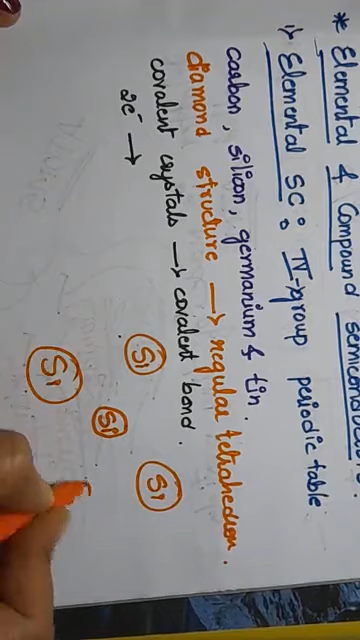 * Elemental & Compound semiconductors:
1> Elemental SC : IV-group periodic table.
carbon, silicon, germanium & tin.
diamond structure → regular tetrahedron.
covalent crystals → covalent bond.
2e⁻ →
Si
Si
Si
Si